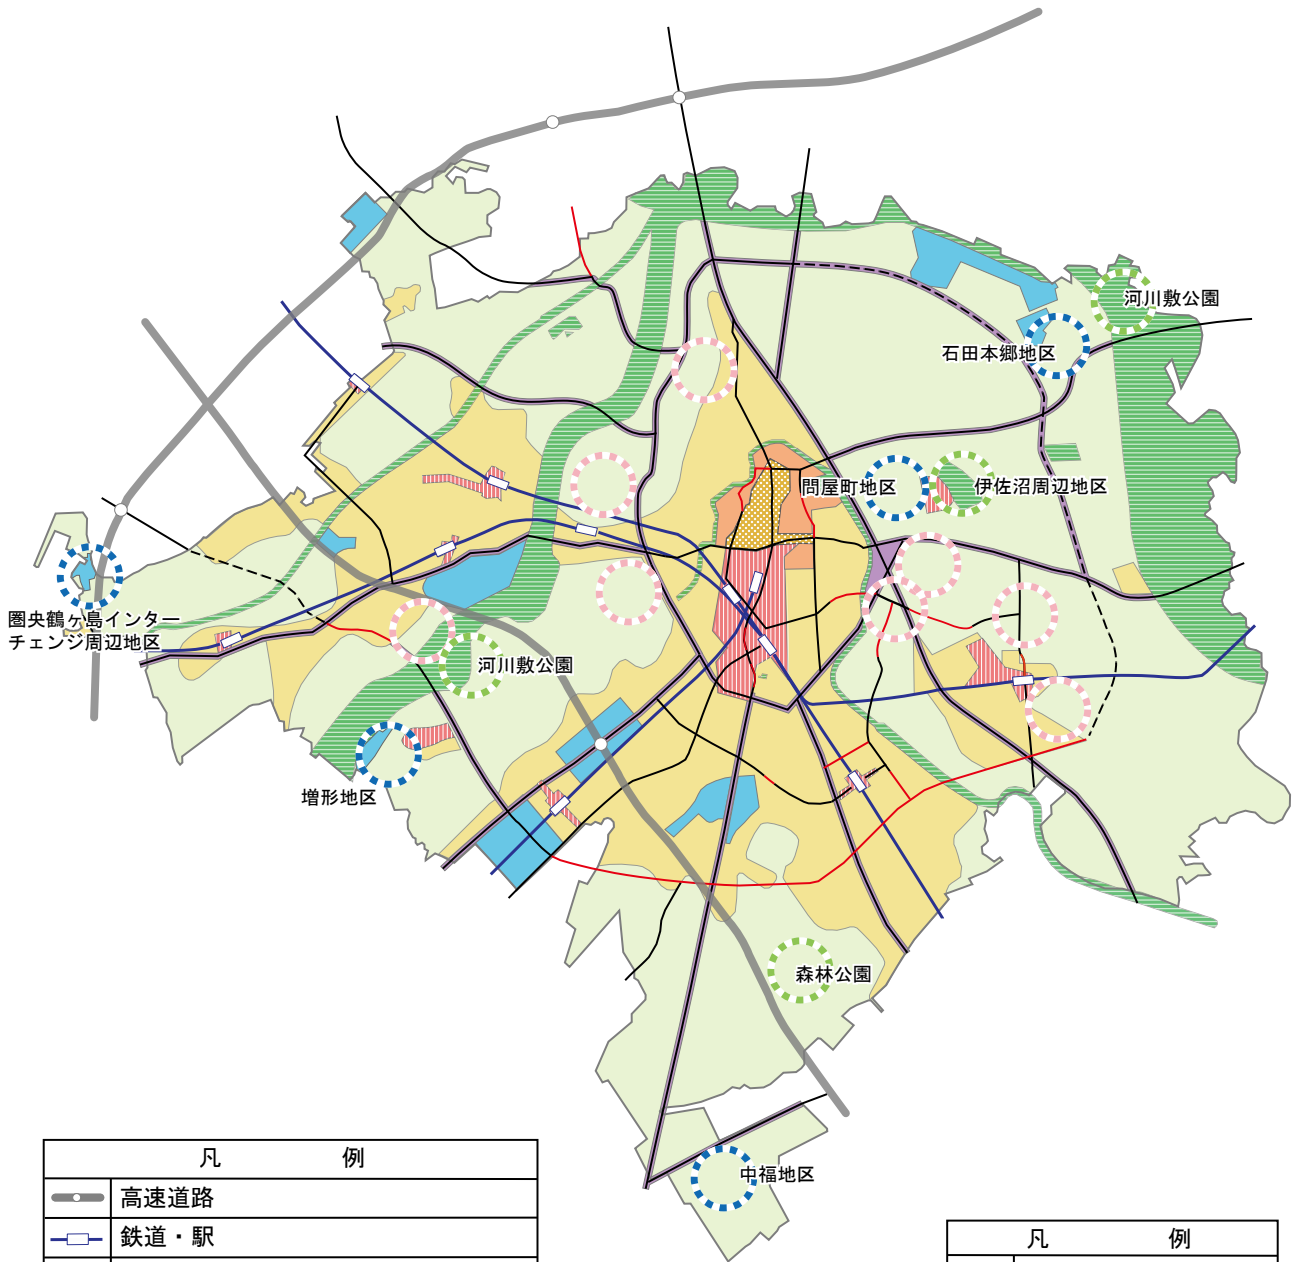 河川敷公園
石田本郷地区
問屋町地区
伊佐沼周辺地区
圏央鶴ヶ島インター
チェンジ周辺地区
河川敷公園
増形地区
森林公園
中福地区
凡　例
高速道路
鉄道・駅
凡　例